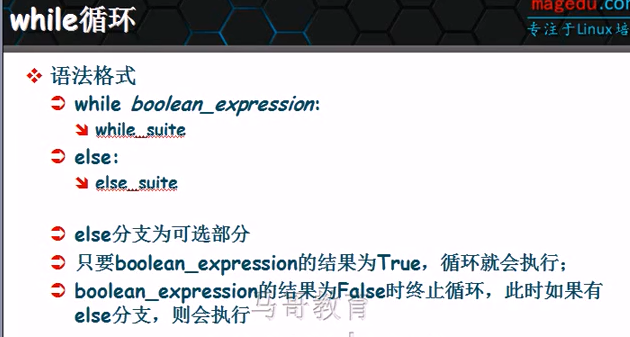 while循环
magedu.co
专注于Linux培
语法格式
while boolean_expression:
while_suite
else:
else_suite
else分支为可选部分
只要boolean_expression的结果为True，循环就会执行；
boolean_expression的结果为False时终止循环，此时如果有
else分支，则会执行
马哥教育